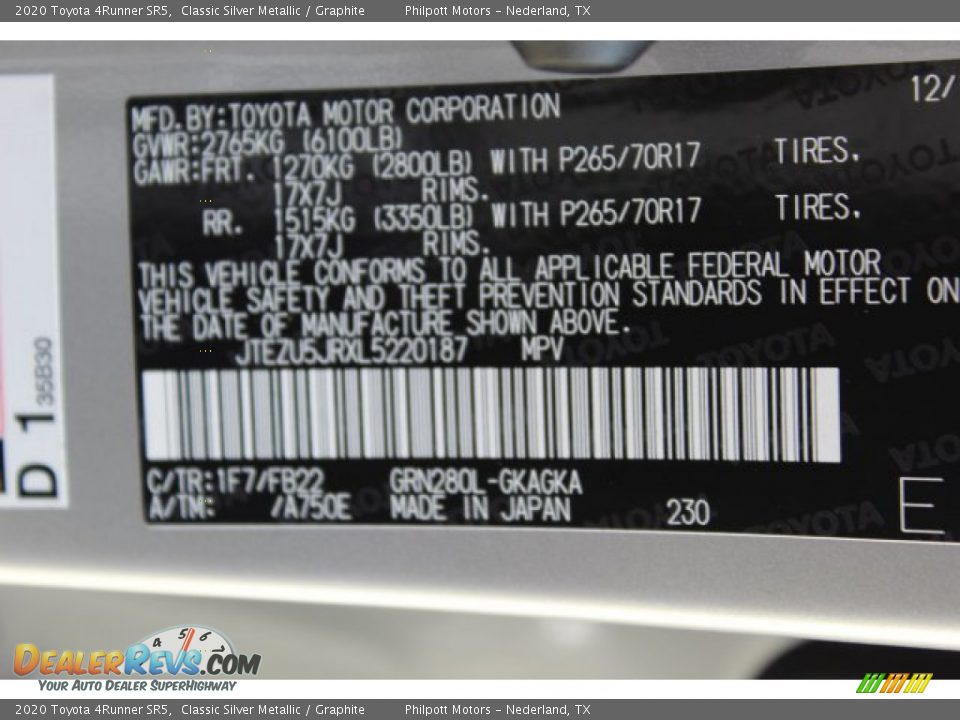 2020 Toyota 4Runner SR5, Classic Silver Metallic / Graphite Philpott Motors - Nederland, TX
12/
MFD.BY:TOYOTA MOTOR CORPORATION
GVWR:2765KG (6100LB)
GAWR:FRT. 1270KG (2800LB) WITH P265/70R17 TIRES.
17X7J RIMS.
RR. 1515KG (3350LB) WITH P265/70R17 TIRES.
17X7J RIMS.
THIS VEHICLE CONFORMS TO ALL APPLICABLE FEDERAL MOTOR
VEHICLE SAFETY AND THEFT PREVENTION STANDARDS IN EFFECT ON
THE DATE OF MANUFACTURE SHOWN ABOVE.
JTEZU5JRXL5220187 MPV
C/TR:1F7/FB22 GRN280L-GKAGKA
A/TM: /A750E MADE IN JAPAN 230
E
D 1 35B30
4 5 6
DEALERREVS.COM
YOUR AUTO DEALER SUPERHIGHWAY
2020 Toyota 4Runner SR5, Classic Silver Metallic / Graphite Philpott Motors - Nederland, TX